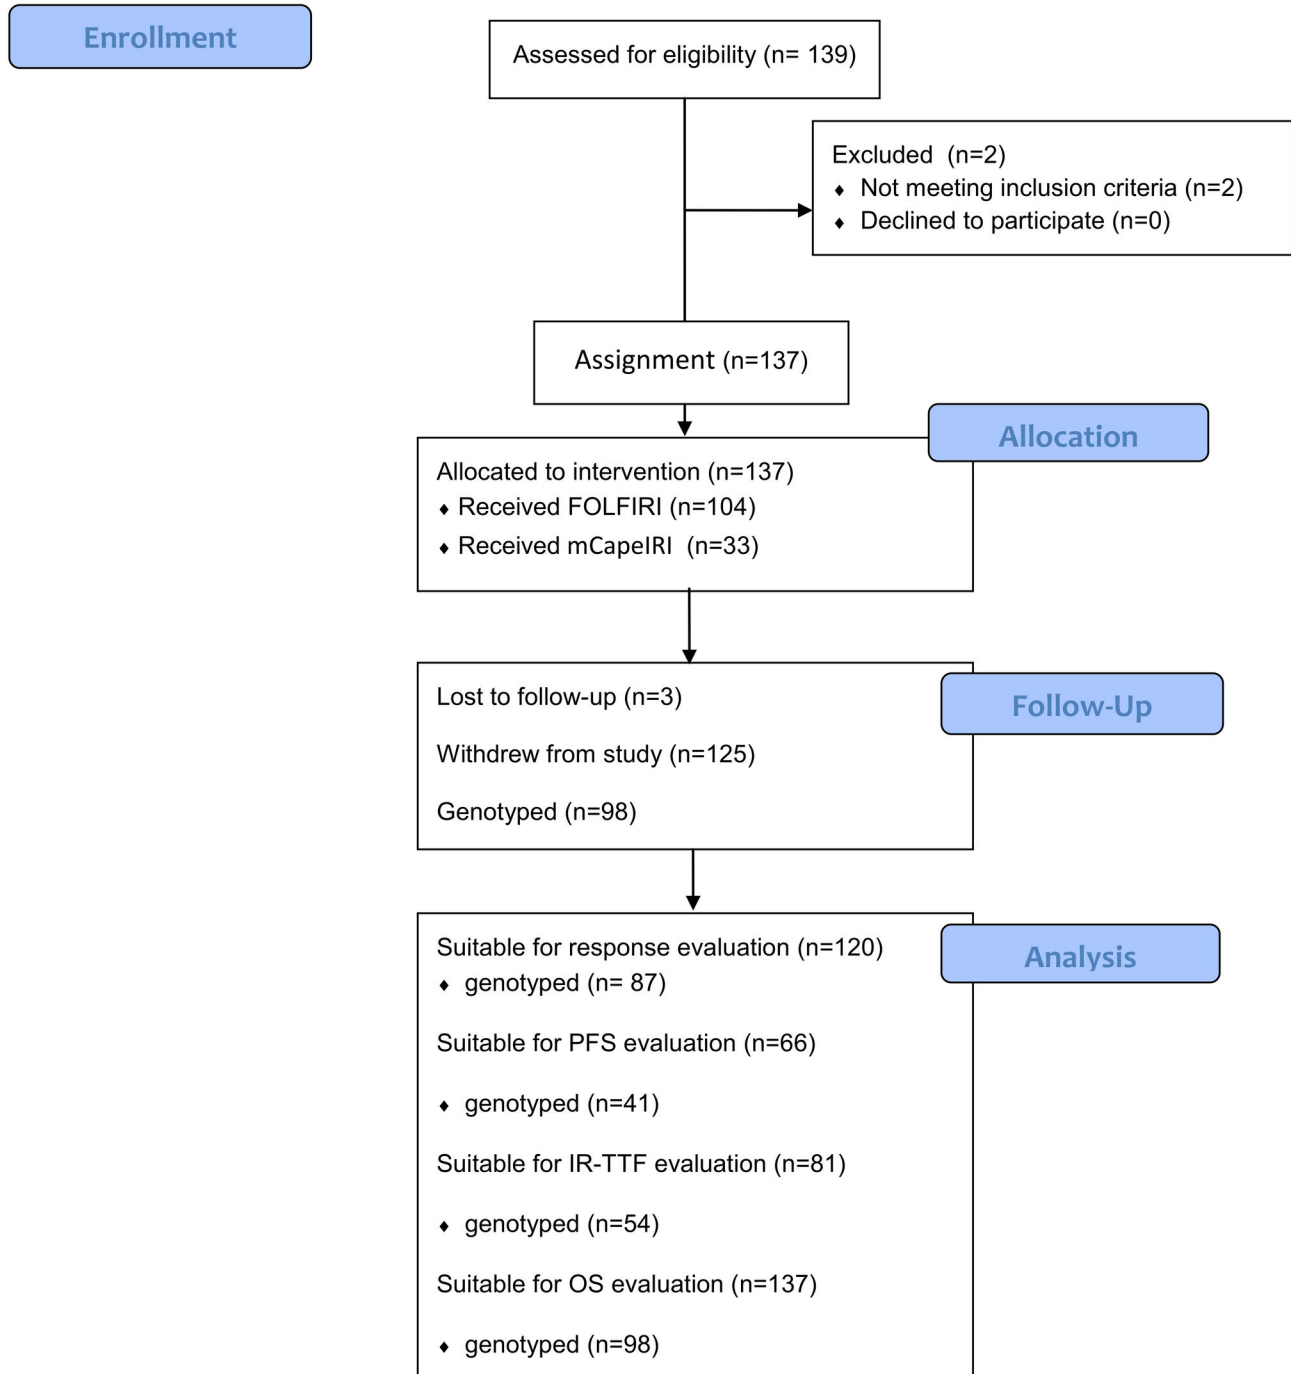 Enrollment
Assessed for eligibility (n= 139)
Excluded (n=2)
♦ Not meeting inclusion criteria (n=2)
♦ Declined to participate (n=0)
Assignment (n=137)
Allocation
Allocated to intervention (n=137)
♦ Received FOLFIRI (n=104)
♦ Received mCapeIRI (n=33)
Follow-Up
Lost to follow-up (n=3)
Withdrew from study (n=125)
Genotyped (n=98)
Analysis
Suitable for response evaluation (n=120)
♦ genotyped (n= 87)
Suitable for PFS evaluation (n=66)
♦ genotyped (n=41)
Suitable for IR-TTF evaluation (n=81)
♦ genotyped (n=54)
Suitable for OS evaluation (n=137)
♦ genotyped (n=98)